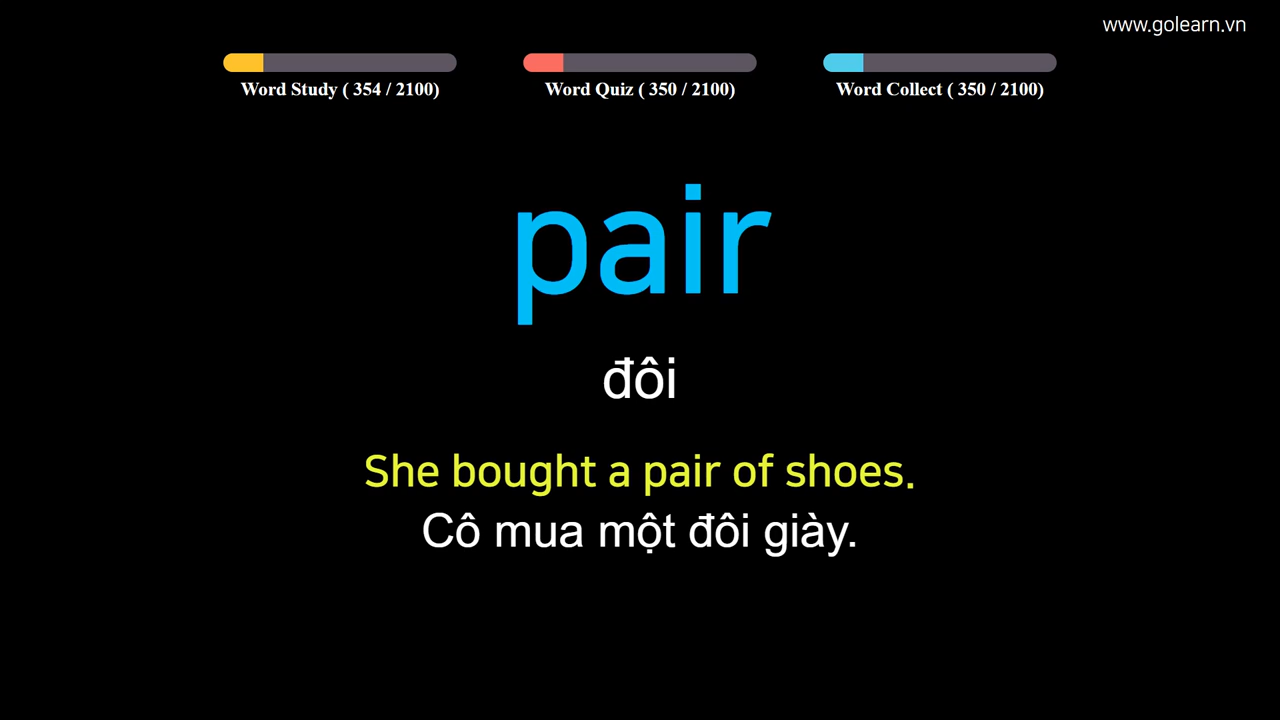 www.golearn.vn
Word Study ( 354 / 2100)
Word Quiz ( 350 / 2100)
Word Collect ( 350 / 2100)
pair
đôi
She bought a pair of shoes.
Cô mua một đôi giày.